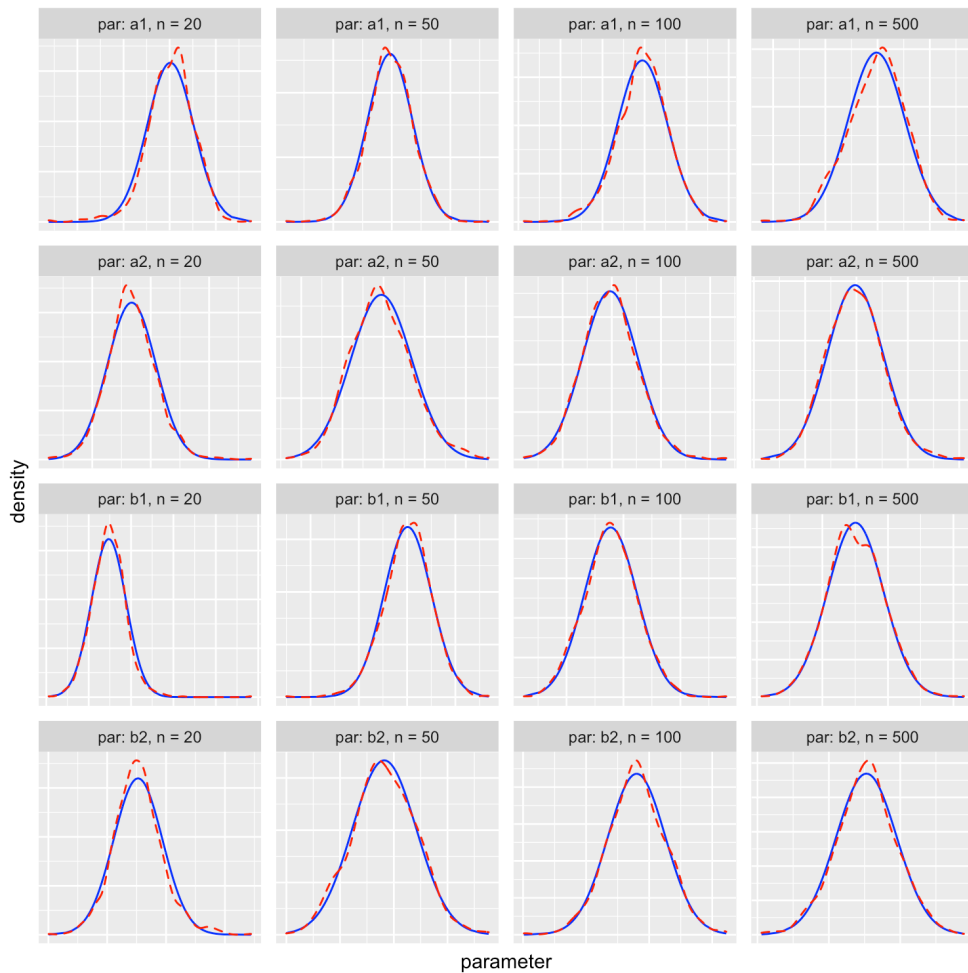 par: a1, n = 20
par: a1, n = 50
par: a1, n = 100
par: a1, n = 500
par: a2, n = 20
par: a2, n = 50
par: a2, n = 100
par: a2, n = 500
density
par: b1, n = 20
par: b1, n = 50
par: b1, n = 100
par: b1, n = 500
par: b2, n = 20
par: b2, n = 50
par: b2, n = 100
par: b2, n = 500
parameter